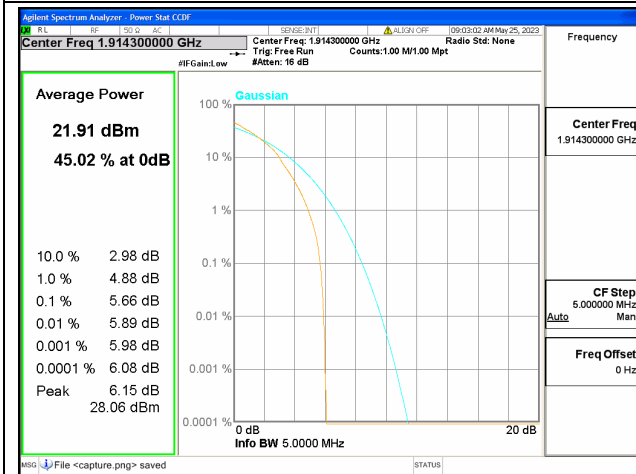 Agilent Spectrum Analyzer - Power Stat CCDF
RL RF 50 Ω AC SENSE:INT ALIGN OFF 09:03:02 AM May 25, 2023
Center Freq 1.914300000 GHz
Center Freq: 1.914300000 GHz Radio Std: None
Trig: Free Run Counts:1.00 M/1.00 Mpt
#IFGain:Low #Atten: 16 dB
Frequency
Average Power
21.91 dBm
45.02 % at 0dB
10.0 % 2.98 dB
1.0 % 4.88 dB
0.1 % 5.66 dB
0.01 % 5.89 dB
0.001 % 5.98 dB
0.0001 % 6.08 dB
Peak 6.15 dB
28.06 dBm
Gaussian
100 %
10 %
1 %
0.1 %
0.01 %
0.001 %
0.0001 %
0 dB 20 dB
Info BW 5.0000 MHz
Center Freq
1.914300000 GHz
CF Step
5.000000 MHz
Auto Man
Freq Offset
0 Hz
MSG File <capture.png> saved STATUS